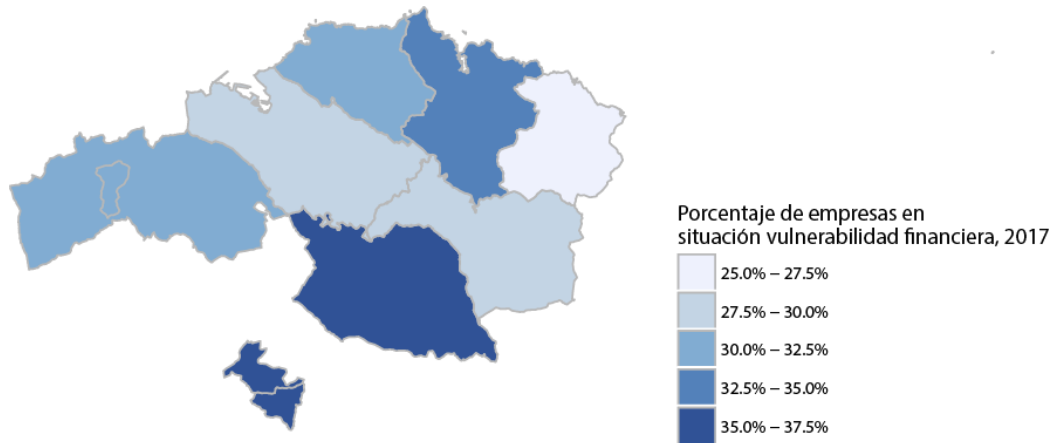 Porcentaje de empresas en
situación vulnerabilidad financiera, 2017
25.0% – 27.5%
27.5% – 30.0%
30.0% – 32.5%
32.5% – 35.0%
35.0% – 37.5%